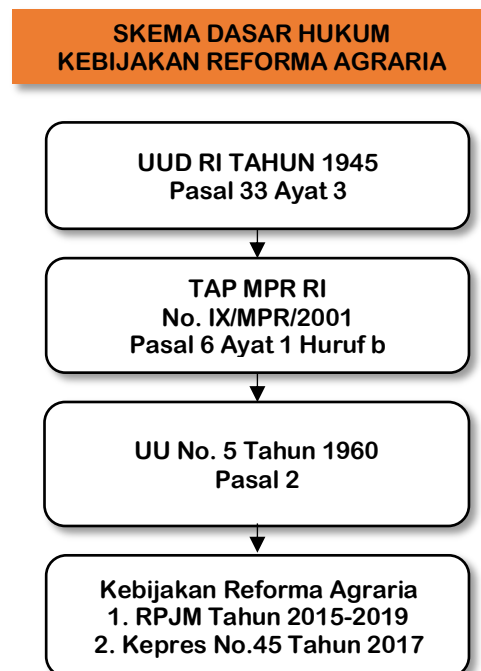 SKEMA DASAR HUKUM
KEBIJAKAN REFORMA AGRARIA
UUD RI TAHUN 1945
Pasal 33 Ayat 3
TAP MPR RI
No. IX/MPR/2001
Pasal 6 Ayat 1 Huruf b
UU No. 5 Tahun 1960
Pasal 2
Kebijakan Reforma Agraria
1. RPJM Tahun 2015-2019
2. Kepres No.45 Tahun 2017